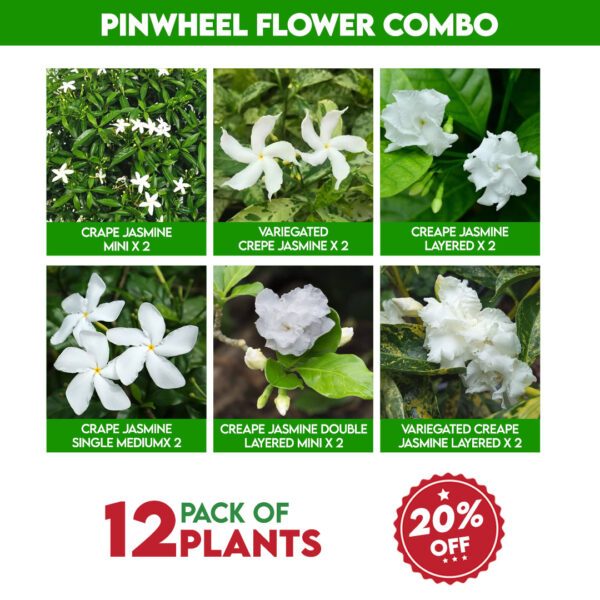 PINWHEEL FLOWER COMBO
CRAPE JASMINE
MINI X 2
VARIEGATED
CREPE JASMINE X 2
CREAPE JASMINE
LAYERED X 2
CRAPE JASMINE
SINGLE MEDIUMX 2
CREAPE JASMINE DOUBLE
LAYERED MINI X 2
VARIEGATED CREAPE
JASMINE LAYERED X 2
12 PACK OF
PLANTS
20%
OFF